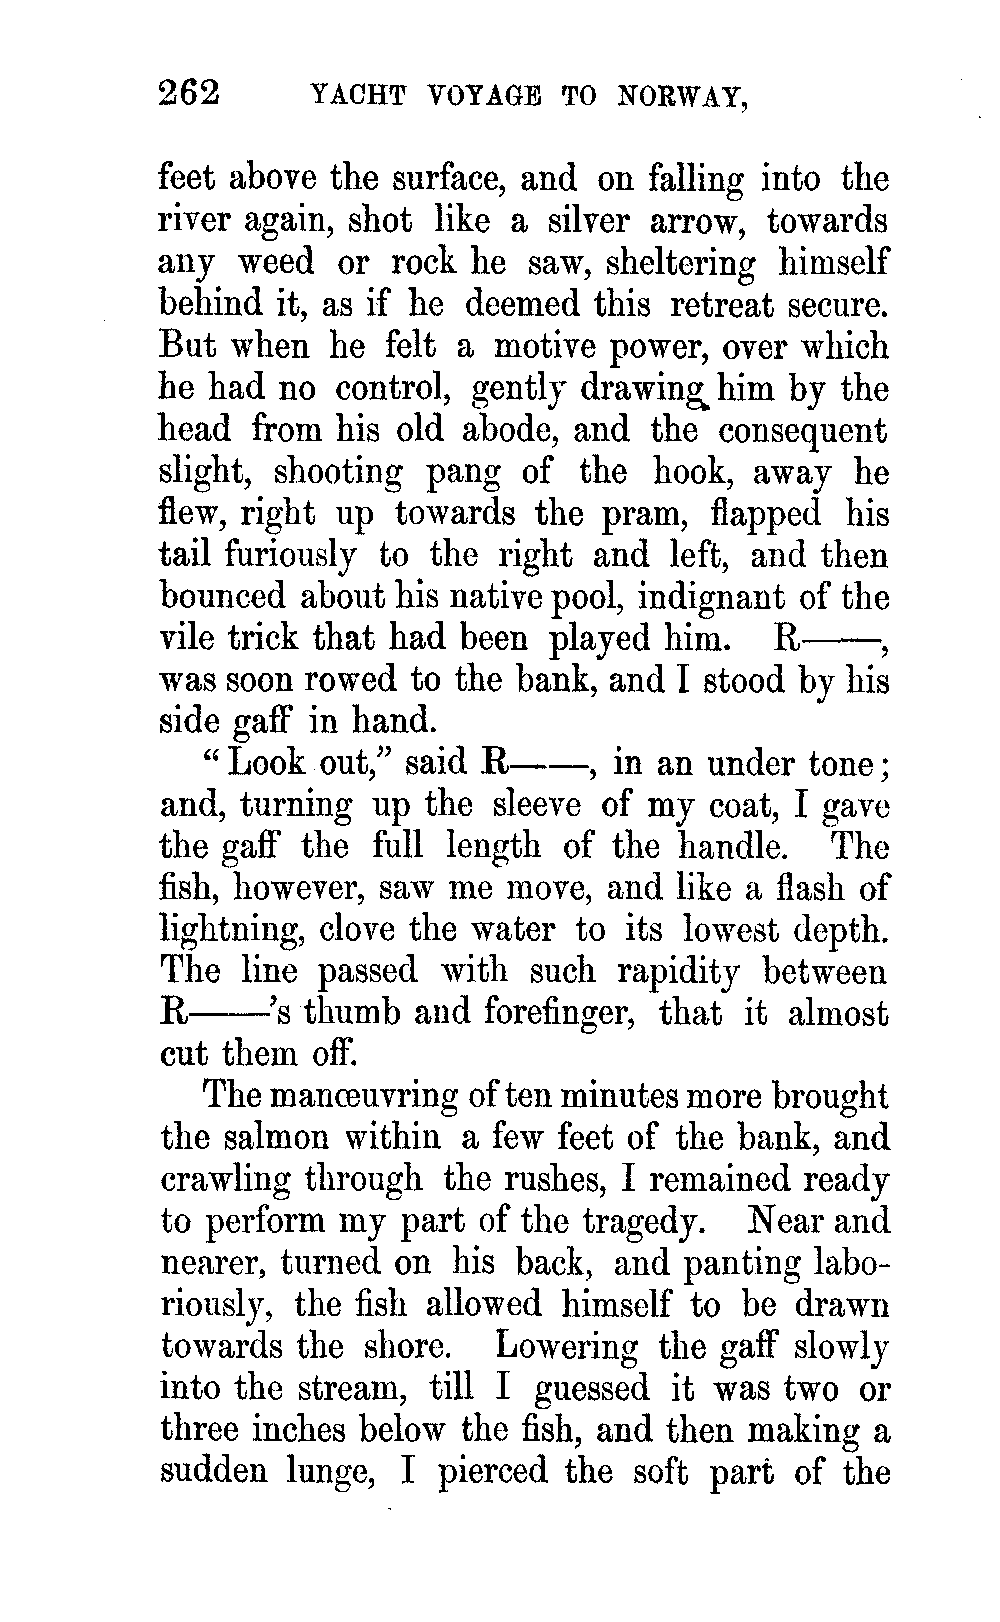 262 YACHT VOYAGE TO NORWAY,
feet above the surface, and on falling into the
river again, shot like a silver arrow, towards
any weed or rock he saw, sheltering himself
behind it, as if he deemed this retreat secure.
But when he felt a motive power, over which
he had no control, gently drawing him by the
head from his old abode, and the consequent
slight, shooting pang of the hook, away he
flew, right up towards the pram, flapped his
tail furiously to the right and left, and then
bounced about his native pool, indignant of the
vile trick that had been played him. R——,
was soon rowed to the bank, and I stood by his
side gaff in hand.
“Look out,” said R——, in an under tone;
and, turning up the sleeve of my coat, I gave
the gaff the full length of the handle. The
fish, however, saw me move, and like a flash of
lightning, clove the water to its lowest depth.
The line passed with such rapidity between
R——’s thumb and forefinger, that it almost
cut them off.
The manœuvring of ten minutes more brought
the salmon within a few feet of the bank, and
crawling through the rushes, I remained ready
to perform my part of the tragedy. Near and
nearer, turned on his back, and panting labo-
riously, the fish allowed himself to be drawn
towards the shore. Lowering the gaff slowly
into the stream, till I guessed it was two or
three inches below the fish, and then making a
sudden lunge, I pierced the soft part of the